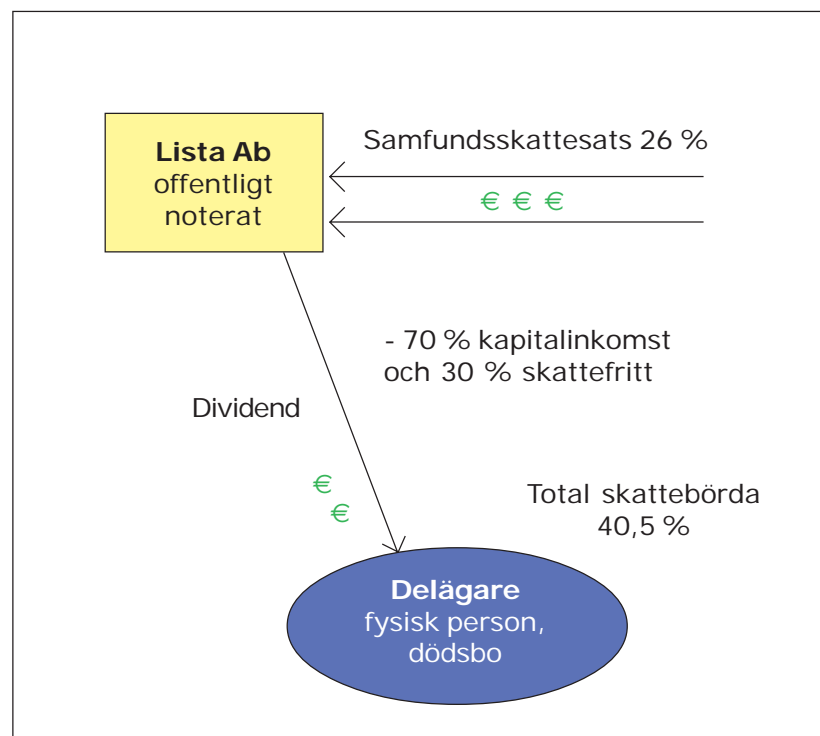 Lista Ab
offentligt
noterat
Samfundsskattesats 26 %
€ € €
- 70 % kapitalinkomst
och 30 % skattefritt
Dividend
€
€
Total skattebörda
40,5 %
Delägare
fysisk person,
dödsbo